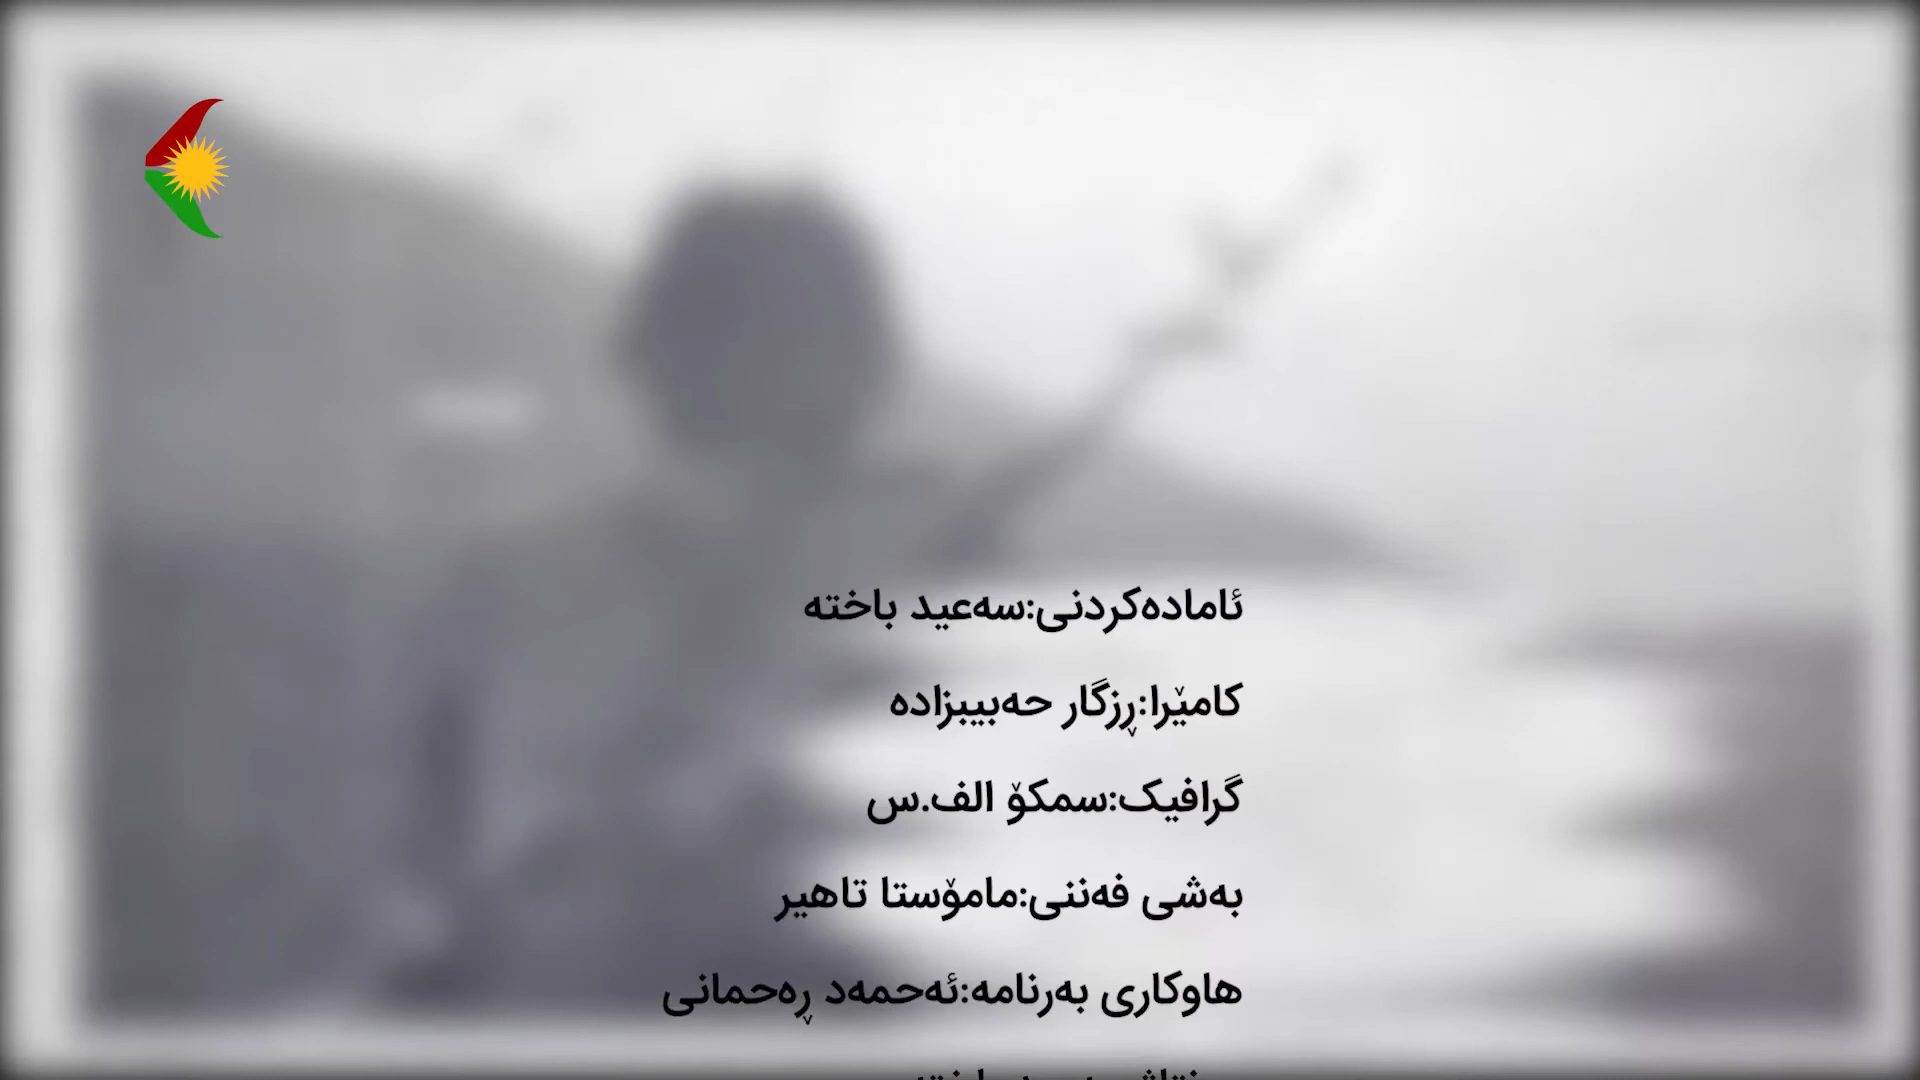 ئامادەکردنی:سەعید باختە
کامێرا:ڕزگار حەبیبزادە
گرافیک:سمکۆ الف.س
بەشی فەننی:مامۆستا تاهیر
هاوکاری بەرنامە:ئەحمەد ڕەحمانی